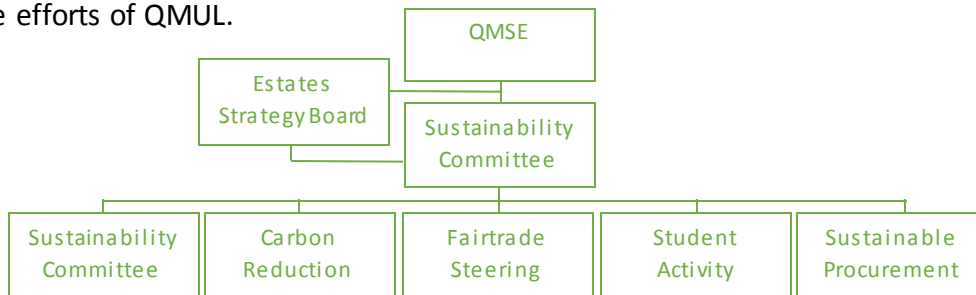 e efforts of QMUL.
QMSE
Estates
Strategy Board
Sustainability
Committee
Sustainability
Committee
Carbon
Reduction
Fairtrade
Steering
Student
Activity
Sustainable
Procurement